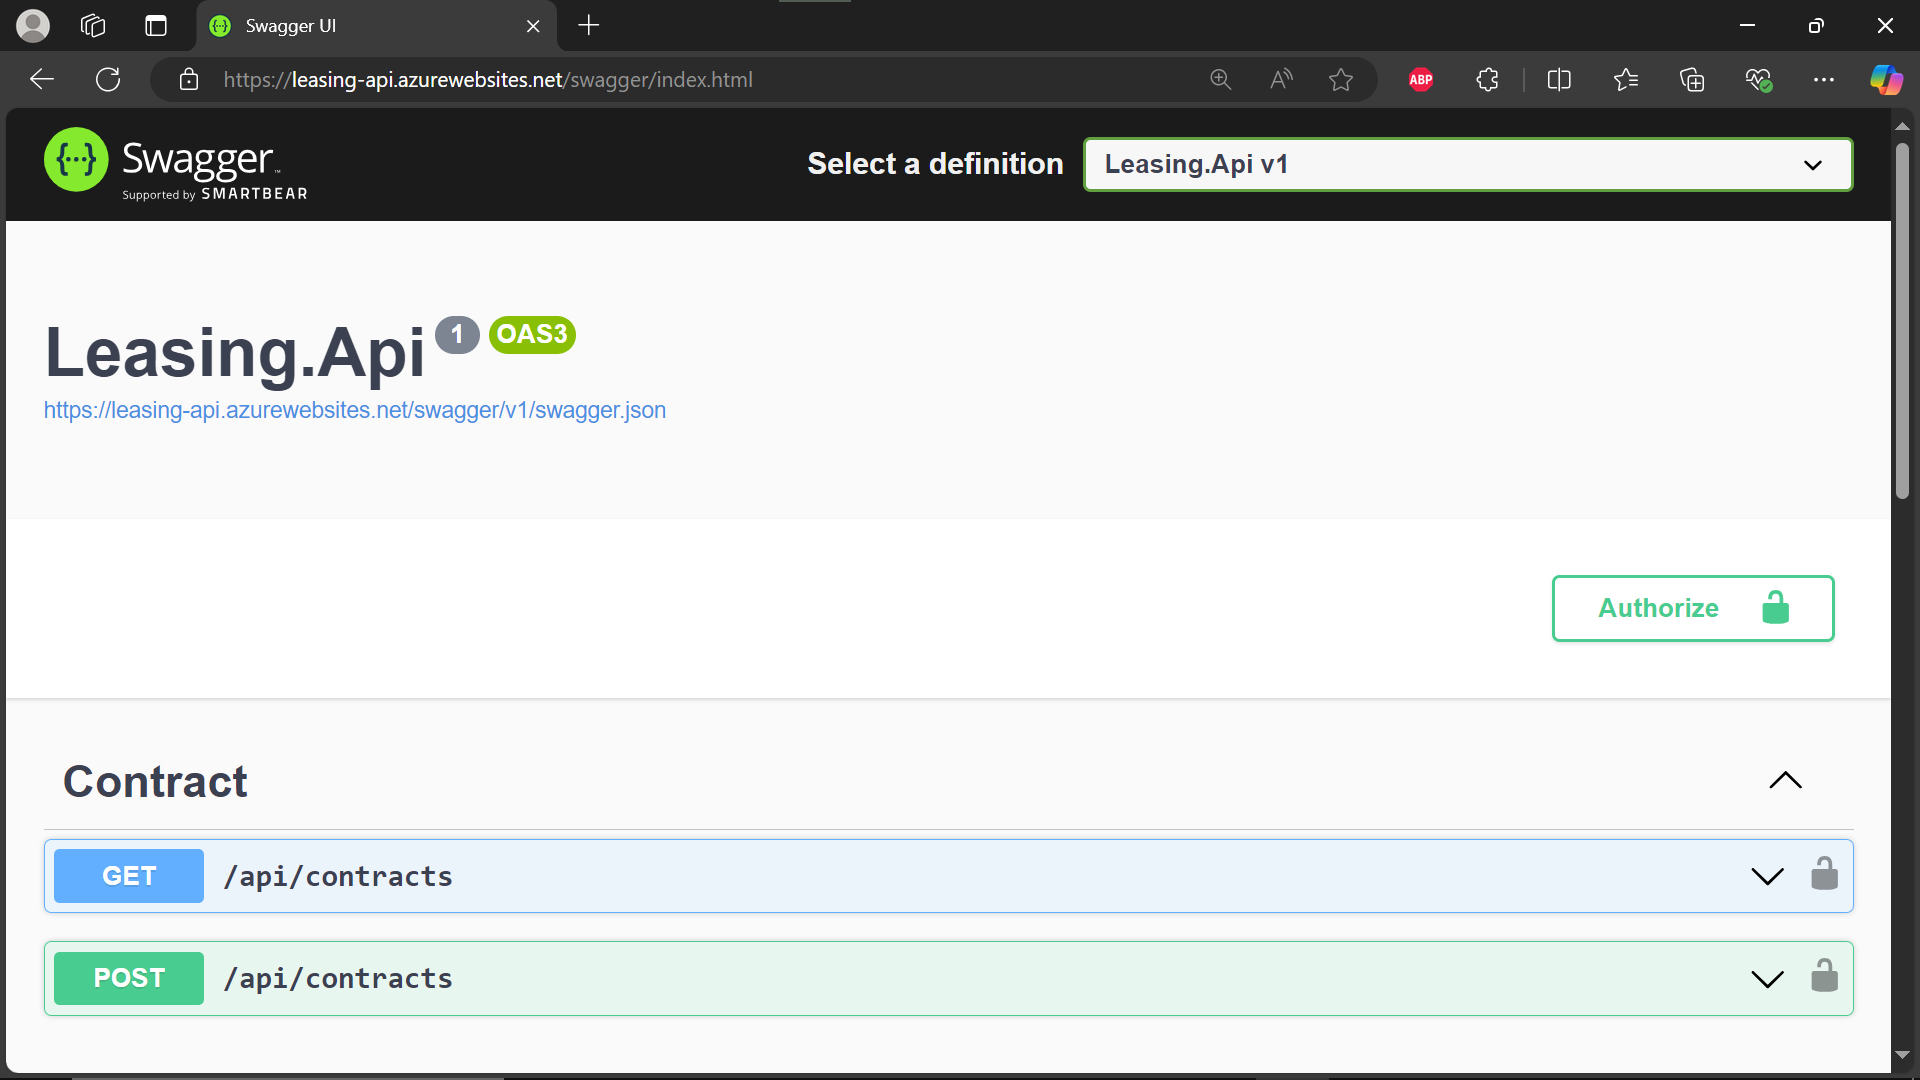 Swagger UI
https://leasing-api.azurewebsites.net/swagger/index.html
ABP
{···} Swagger™
Supported by SMARTBEAR
Select a definition
Leasing.Api v1
Leasing.Api 1 OAS3
https://leasing-api.azurewebsites.net/swagger/v1/swagger.json
Authorize
Contract
GET /api/contracts
POST /api/contracts